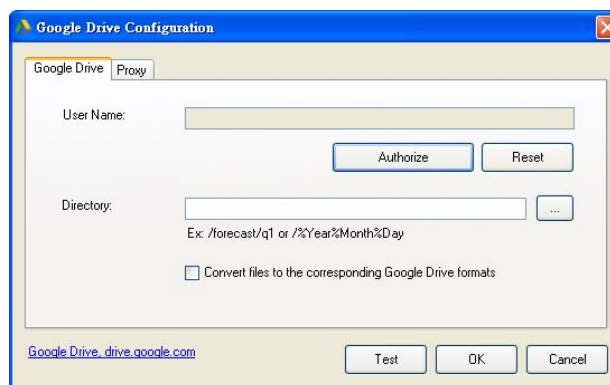 Google Drive Configuration
Google Drive
Proxy
User Name:
Authorize
Reset
Directory:
...
Ex: /forecast/q1 or /%Year%Month%Day
Convert files to the corresponding Google Drive formats
Google Drive, drive.google.com
Test
OK
Cancel